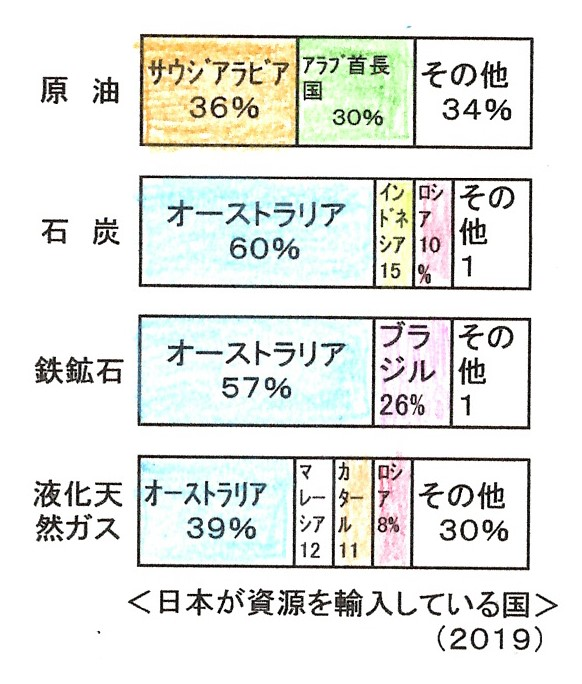 原油
サウジアラビア
36%
アラブ首長
国
30%
その他
34%
石炭
オーストラリア
60%
イン
ドネ
シア
15
ロシ
ア
10
%
その
他
1
鉄鉱石
オーストラリア
57%
ブラ
ジル
26%
その
他
1
液化天
然ガス
オーストラリア
39%
マ
レー
シア
12
カ
ター
ル
11
ロシ
ア
8%
その他
30%
＜日本が資源を輸入している国＞
（2019）